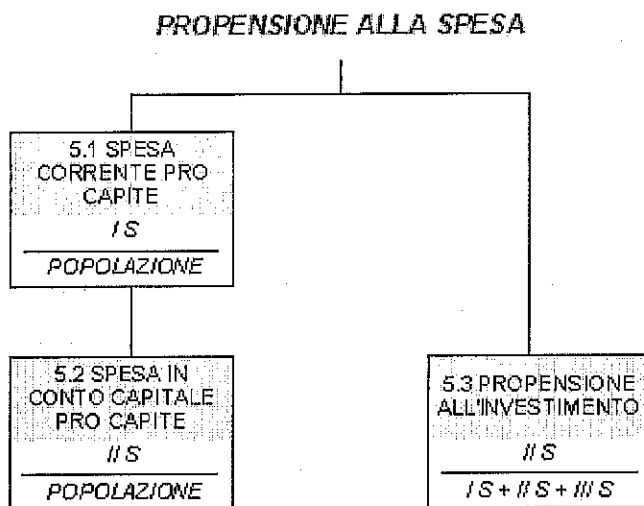 PROPENSIONE ALLA SPESA
5.1 SPESA
CORRENTE PRO
CAPITE
I S
POPOLAZIONE
5.2 SPESA IN
CONTO CAPITALE
PRO CAPITE
II S
POPOLAZIONE
5.3 PROPENSIONE
ALL'INVESTIMENTO
II S
I S + II S + III S